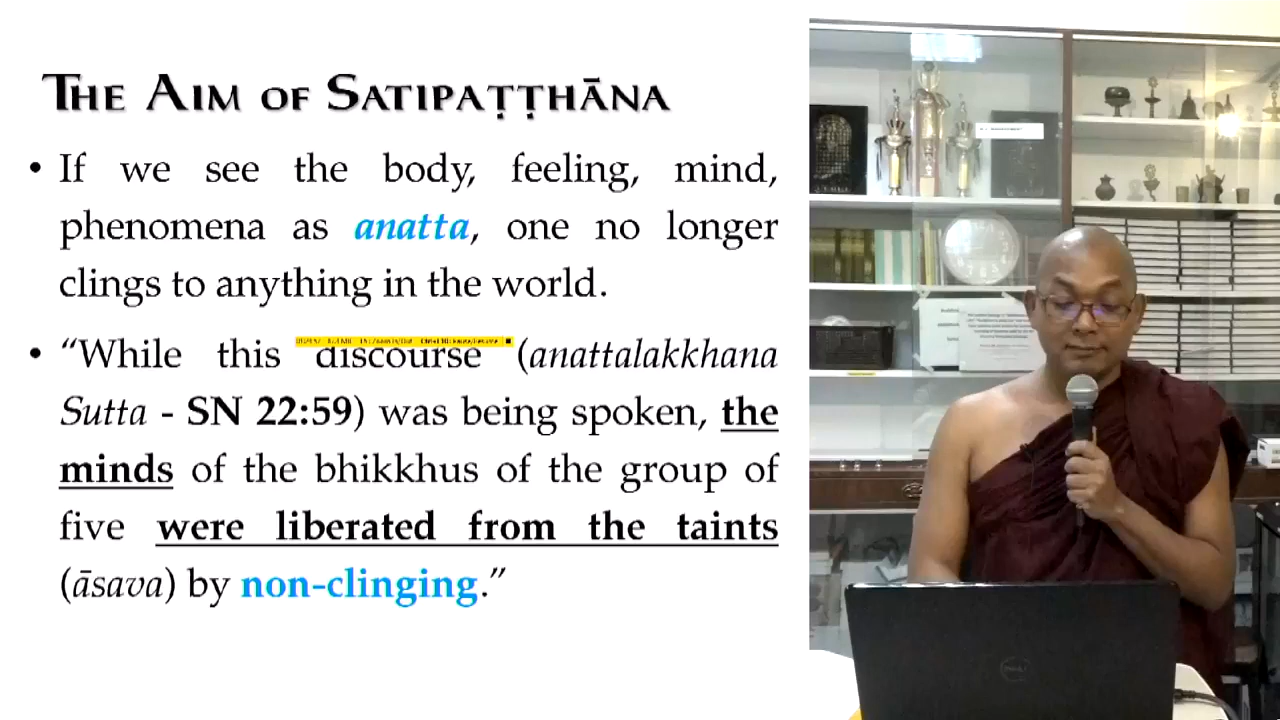 The Aim of Satipaṭṭhāna
• If we see the body, feeling, mind,
phenomena as anatta, one no longer
clings to anything in the world.
• “While this discourse (anattalakkhana
Sutta - SN 22:59) was being spoken, the
minds of the bhikkhus of the group of
five were liberated from the taints
(āsava) by non-clinging.”
DELL